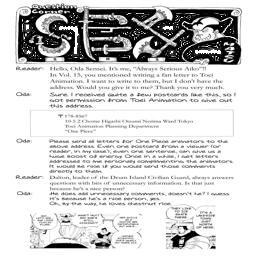 Question Corner
SBS
Reader: Hello, Oda Sensei. It's me, "Always Serious Aiko"!!
In Vol. 13, you mentioned writing a fan letter to Toei
Animation. I want to write to them, but I don't have the
address. Would you give it to me? Thank you very much.
Oda: Sure. I received quite a few postcards like this, so I
got permission from Toei Animation to give out
this address.
〒178-8567
10-5 2 Chome Higashi Oizumi Nerima Ward Tokyo
Toei Animation Planning Department
"One Piece"
Oda: Please send all letters for One Piece animators to the
above address. Even one postcard from a viewer (or
reader, in my case), even one sentence, can give us a
huge boost of energy. Once in a while, I get letters
addressed to me personally complimenting the animators.
It would be nice if you would send those comments
directly to them.
Reader: Dalton, leader of the Drum Island Civilian Guard, always answers
questions with bits of unnecessary information. Is that just
because he's a nice person?
Oda: He does add unnecessary comments, doesn't he? I guess
it's because he's a nice person, yes.
Oh, by the way, he loves chestnut rice.